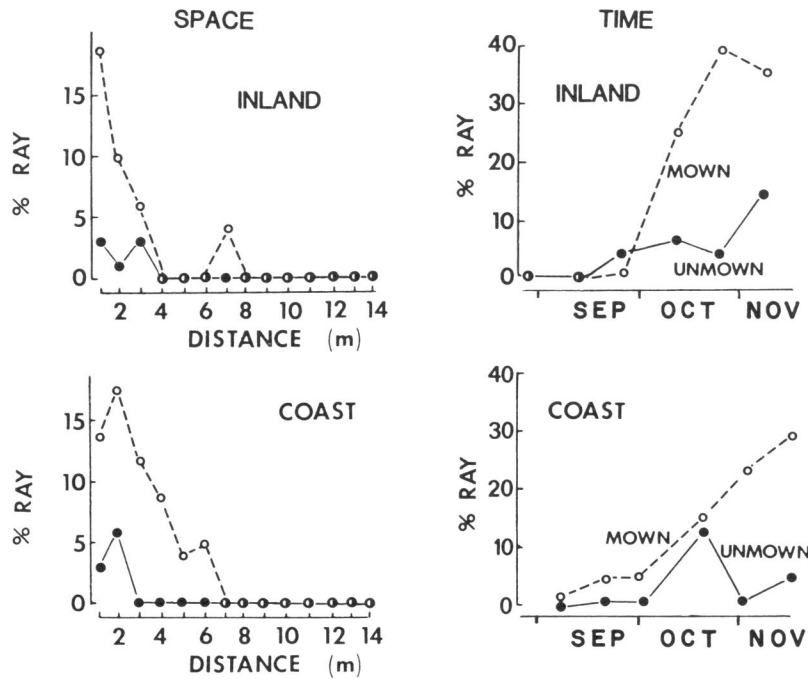 SPACE
INLAND
% RAY
15
10
5
0
2 4 6 8 10 12 14
DISTANCE (m)
TIME
INLAND
% RAY
40
30
20
10
0
MOWN
UNMOWN
SEP OCT NOV
COAST
% RAY
15
10
5
0
2 4 6 8 10 12 14
DISTANCE (m)
COAST
% RAY
40
30
20
10
0
MOWN
UNMOWN
SEP OCT NOV